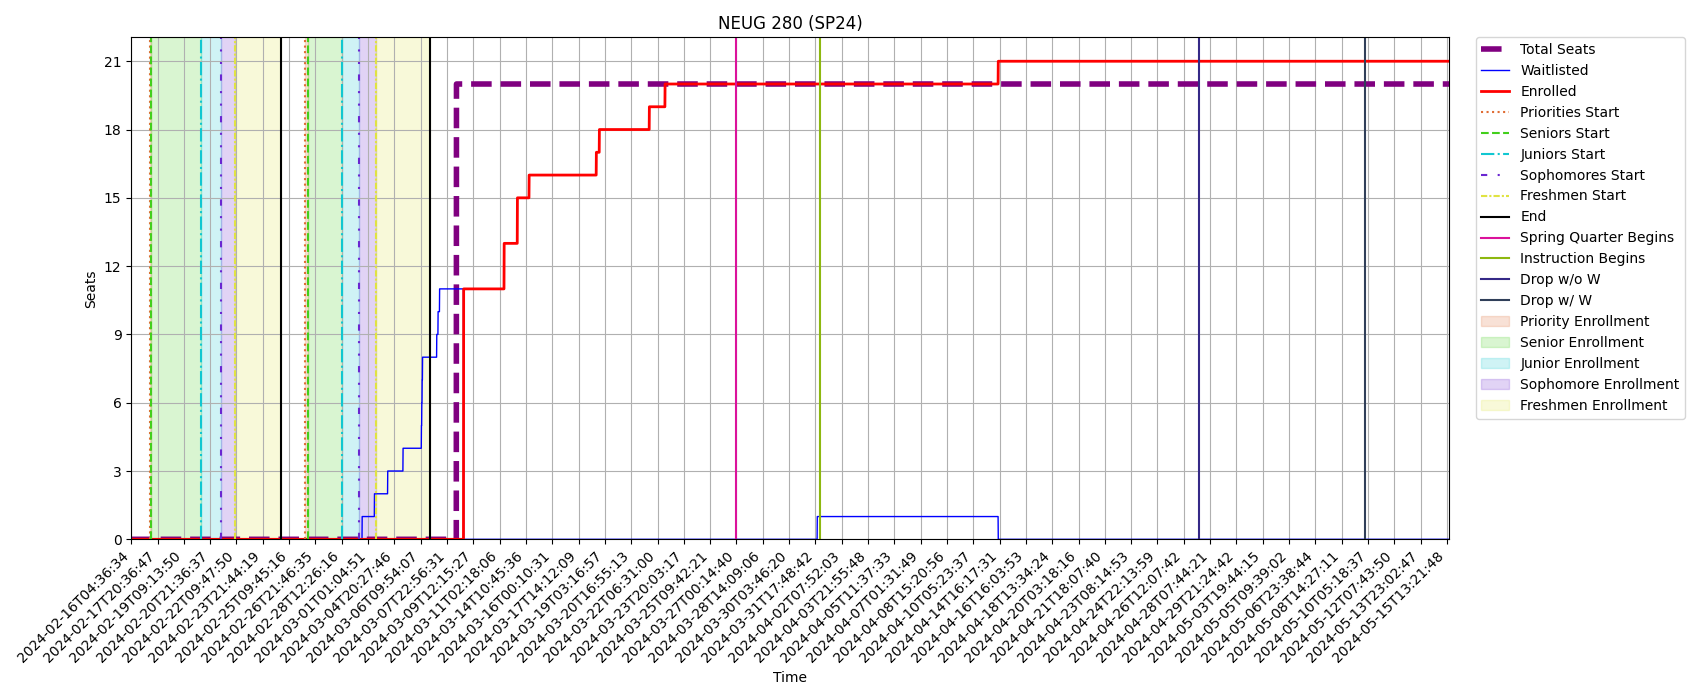 NEUG 280 (SP24)
21
18
15
12
9
6
3
0
Seats
2024-02-16T04:36:34
2024-02-17T20:36:47
2024-02-19T09:13:50
2024-02-20T21:36:37
2024-02-22T09:47:50
2024-02-23T21:44:19
2024-02-25T09:45:16
2024-02-26T21:46:35
2024-02-28T12:26:16
2024-03-01T01:04:51
2024-03-04T20:27:46
2024-03-06T09:54:07
2024-03-07T22:56:31
2024-03-09T12:15:27
2024-03-11T02:18:06
2024-03-14T10:45:36
2024-03-16T00:10:31
2024-03-17T14:12:09
2024-03-19T03:16:57
2024-03-20T16:55:13
2024-03-22T06:31:00
2024-03-23T20:03:17
2024-03-25T09:42:21
2024-03-27T00:14:40
2024-03-28T14:09:06
2024-03-30T03:46:20
2024-03-31T17:48:42
2024-04-02T07:52:03
2024-04-03T21:55:48
2024-04-05T11:37:33
2024-04-07T01:31:49
2024-04-08T15:20:56
2024-04-10T05:23:37
2024-04-14T16:17:31
2024-04-16T16:03:53
2024-04-18T13:34:24
2024-04-20T03:18:16
2024-04-21T18:07:40
2024-04-23T08:14:53
2024-04-24T22:13:59
2024-04-26T12:07:42
2024-04-28T07:44:21
2024-04-29T21:24:42
2024-05-03T19:44:15
2024-05-05T09:39:02
2024-05-06T23:38:44
2024-05-08T14:27:11
2024-05-10T05:18:37
2024-05-12T07:43:50
2024-05-13T23:02:47
2024-05-15T13:21:48
Time
Total Seats
Waitlisted
Enrolled
Priorities Start
Seniors Start
Juniors Start
Sophomores Start
Freshmen Start
End
Spring Quarter Begins
Instruction Begins
Drop w/o W
Drop w/ W
Priority Enrollment
Senior Enrollment
Junior Enrollment
Sophomore Enrollment
Freshmen Enrollment